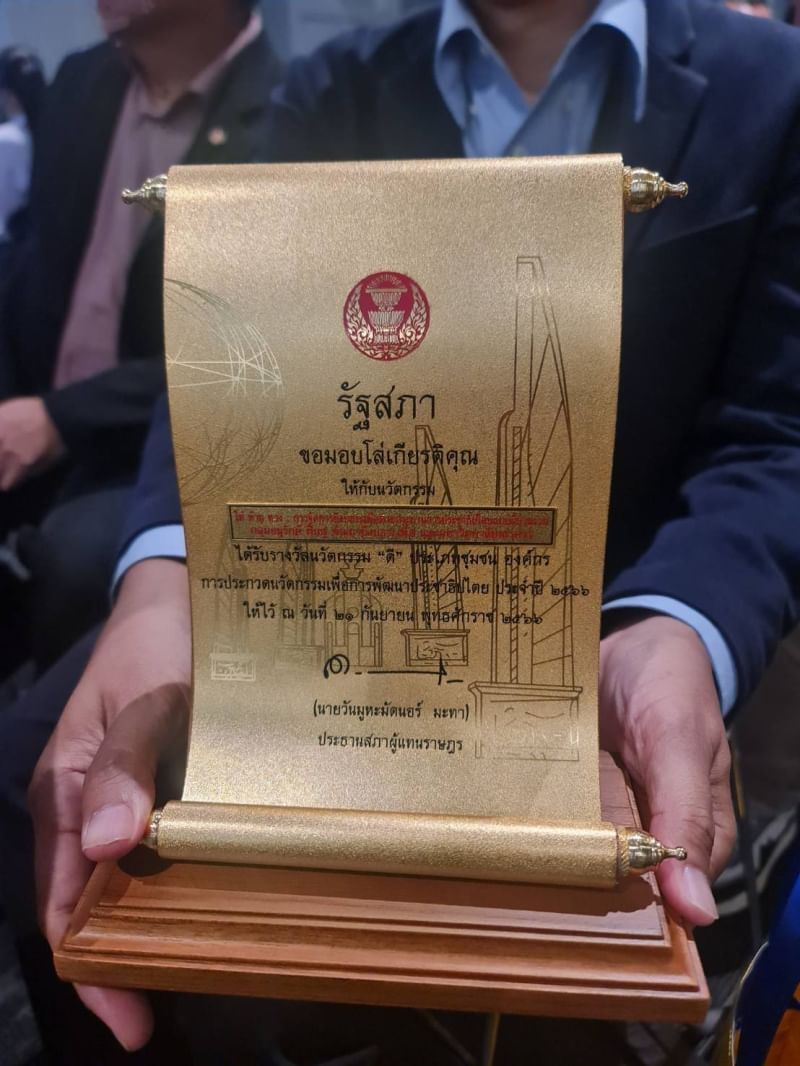 รัฐสภา
ขอมอบโล่เกียรติคุณ
ให้กับนวัตกรรม
ได้รับรางวัลนวัตกรรม "ดี" ประเภทชุมชน องค์กร
การประกวดนวัตกรรมเพื่อการพัฒนาประชาธิปไตย ประจำปี ๒๕๖๖
ให้ไว้ ณ วันที่ ๒๑ กันยายน พุทธศักราช ๒๕๖๖
(นายวันมูหะมัดนอร์ มะทา)
ประธานสภาผู้แทนราษฎร